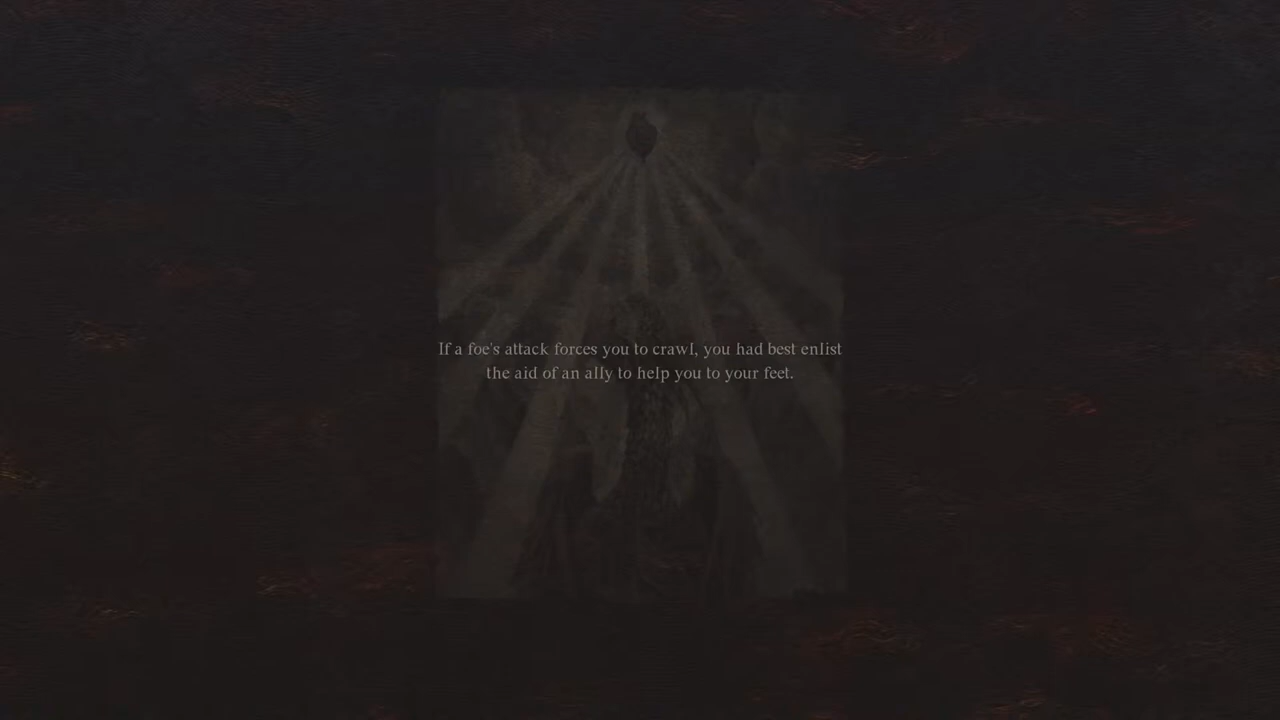 If a foe's attack forces you to crawl, you had best enlist
the aid of an ally to help you to your feet.